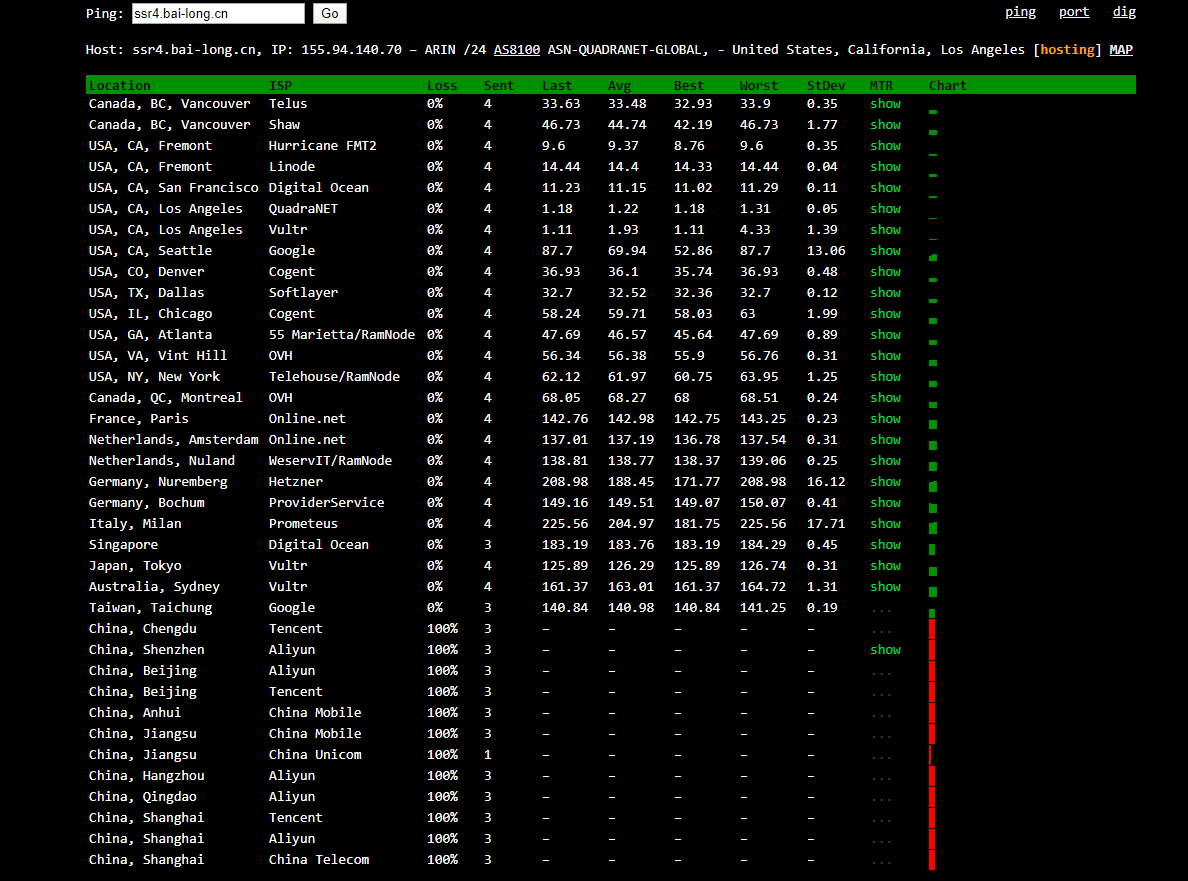 Ping: ssr4.bai-long.cn Go ping port dig
Host: ssr4.bai-long.cn, IP: 155.94.140.70 – ARIN /24 AS8100 ASN-QUADRANET-GLOBAL, - United States, California, Los Angeles [hosting] MAP
Location ISP Loss Sent Last Avg Best Worst StDev MTR Chart
Canada, BC, Vancouver Telus 0% 4 33.63 33.48 32.93 33.9 0.35 show
Canada, BC, Vancouver Shaw 0% 4 46.73 44.74 42.19 46.73 1.77 show
USA, CA, Fremont Hurricane FMT2 0% 4 9.6 9.37 8.76 9.6 0.35 show
USA, CA, Fremont Linode 0% 4 14.44 14.4 14.33 14.44 0.04 show
USA, CA, San Francisco Digital Ocean 0% 4 11.23 11.15 11.02 11.29 0.11 show
USA, CA, Los Angeles QuadraNET 0% 4 1.18 1.22 1.18 1.31 0.05 show
USA, CA, Los Angeles Vultr 0% 4 1.11 1.93 1.11 4.33 1.39 show
USA, CA, Seattle Google 0% 4 87.7 69.94 52.86 87.7 13.06 show
USA, CO, Denver Cogent 0% 4 36.93 36.1 35.74 36.93 0.48 show
USA, TX, Dallas Softlayer 0% 4 32.7 32.52 32.36 32.7 0.12 show
USA, IL, Chicago Cogent 0% 4 58.24 59.71 58.03 63 1.99 show
USA, GA, Atlanta 55 Marietta/RamNode 0% 4 47.69 46.57 45.64 47.69 0.89 show
USA, VA, Vint Hill OVH 0% 4 56.34 56.38 55.9 56.76 0.31 show
USA, NY, New York Telehouse/RamNode 0% 4 62.12 61.97 60.75 63.95 1.25 show
Canada, QC, Montreal OVH 0% 4 68.05 68.27 68 68.51 0.24 show
France, Paris Online.net 0% 4 142.76 142.98 142.75 143.25 0.23 show
Netherlands, Amsterdam Online.net 0% 4 137.01 137.19 136.78 137.54 0.31 show
Netherlands, Nuland WeservIT/RamNode 0% 4 138.81 138.77 138.37 139.06 0.25 show
Germany, Nuremberg Hetzner 0% 4 208.98 188.45 171.77 208.98 16.12 show
Germany, Bochum ProviderService 0% 4 149.16 149.51 149.07 150.07 0.41 show
Italy, Milan Prometeus 0% 4 225.56 204.97 181.75 225.56 17.71 show
Singapore Digital Ocean 0% 3 183.19 183.76 183.19 184.29 0.45 show
Japan, Tokyo Vultr 0% 4 125.89 126.29 125.89 126.74 0.31 show
Australia, Sydney Vultr 0% 4 161.37 163.01 161.37 164.72 1.31 show
Taiwan, Taichung Google 0% 3 140.84 140.98 140.84 141.25 0.19 ...
China, Chengdu Tencent 100% 3 – – – – – ...
China, Shenzhen Aliyun 100% 3 – – – – – show
China, Beijing Aliyun 100% 3 – – – – – ...
China, Beijing Tencent 100% 3 – – – – – ...
China, Anhui China Mobile 100% 3 – – – – – ...
China, Jiangsu China Mobile 100% 3 – – – – – ...
China, Jiangsu China Unicom 100% 1 – – – – – ...
China, Hangzhou Aliyun 100% 3 – – – – – ...
China, Qingdao Aliyun 100% 3 – – – – – ...
China, Shanghai Tencent 100% 3 – – – – – ...
China, Shanghai Aliyun 100% 3 – – – – – ...
China, Shanghai China Telecom 100% 3 – – – – – ...